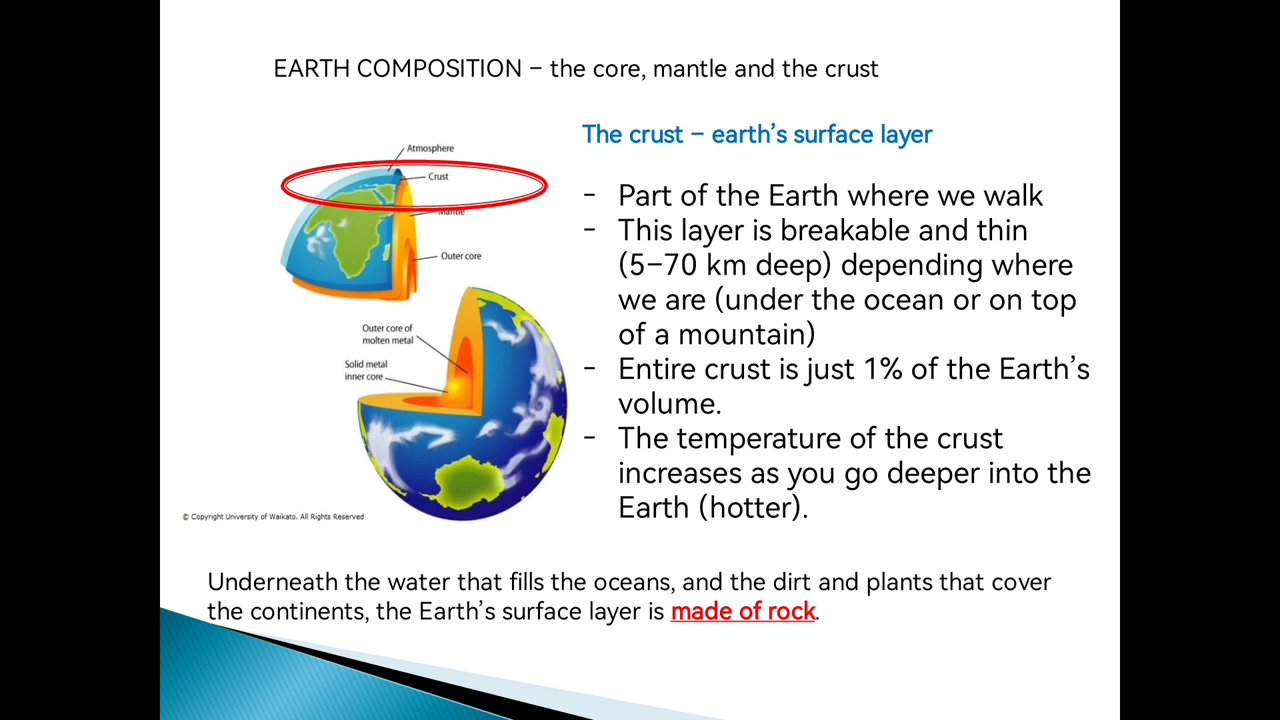 EARTH COMPOSITION – the core, mantle and the crust
The crust – earth's surface layer
Atmosphere
Crust
Mantle
Outer core
Outer core of
molten metal
Solid metal
inner core
© Copyright University of Waikato. All Rights Reserved
- Part of the Earth where we walk
- This layer is breakable and thin
(5–70 km deep) depending where
we are (under the ocean or on top
of a mountain)
- Entire crust is just 1% of the Earth's
volume.
- The temperature of the crust
increases as you go deeper into the
Earth (hotter).
Underneath the water that fills the oceans, and the dirt and plants that cover
the continents, the Earth's surface layer is made of rock.